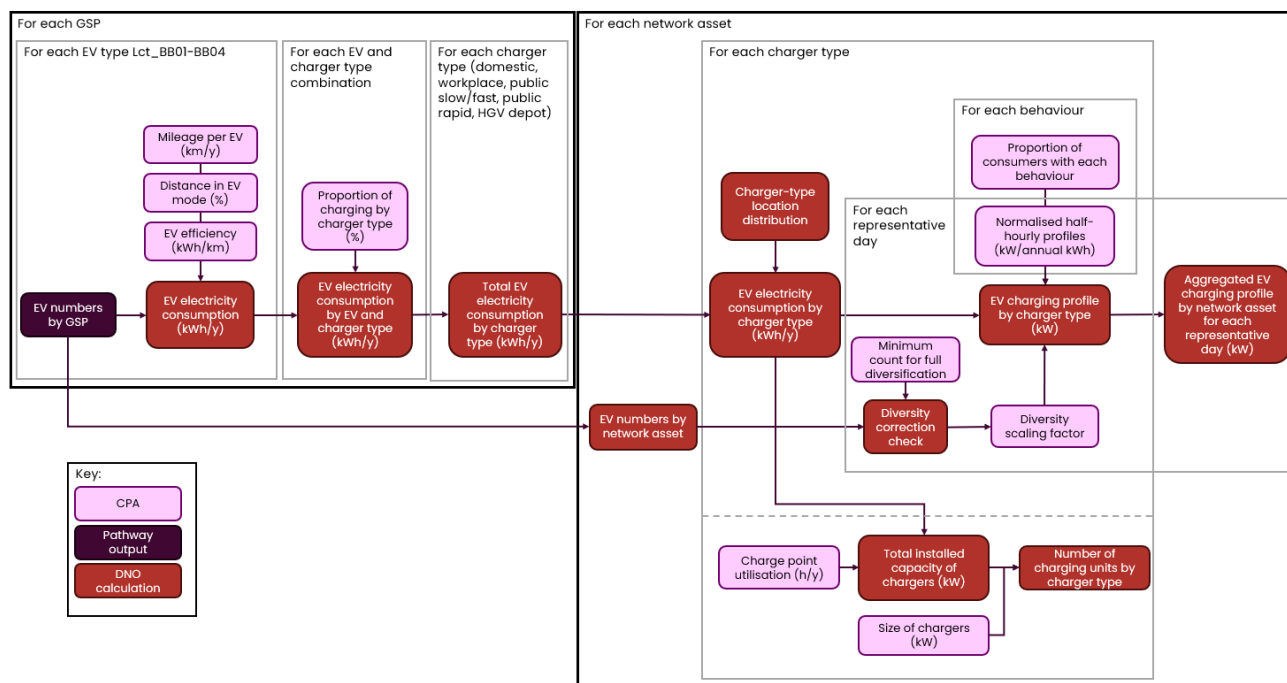 For each GSP
For each EV type Lct_BB01-BB04
Mileage per EV
(km/y)
Distance in EV
mode (%)
EV efficiency
(kWh/km)
EV numbers
by GSP
EV electricity
consumption
(kWh/y)
For each EV and
charger type
combination
Proportion of
charging by
charger type
(%)
EV electricity
consumption
by EV and
charger type
(kWh/y)
For each charger
type (domestic,
workplace, public
slow/fast, public
rapid, HGV depot)
Total EV
electricity
consumption
by charger
type (kWh/y)
For each network asset
For each charger type
Charger-type
location
distribution
EV electricity
consumption by
charger type
(kWh/y)
For each behaviour
Proportion of
consumers with each
behaviour
For each
representative
day
Normalised half-
hourly profiles
(kW/annual kWh)
EV charging profile
by charger type
(kW)
Aggregated EV
charging profile
by network asset
for each
representative
day (kW)
Minimum
count for full
diversification
EV numbers by
network asset
Diversity
correction
check
Diversity
scaling factor
Charge point
utilisation (h/y)
Total installed
capacity of
chargers (kW)
Number of
charging units by
charger type
Size of chargers
(kW)
Key:
CPA
Pathway
output
DNO
calculation